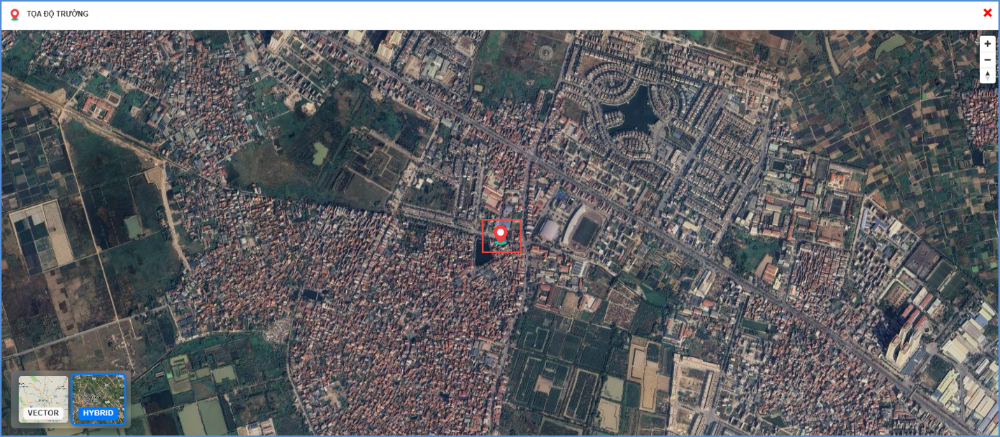 TỌA ĐỘ TRƯỜNG
VECTOR
HYBRID